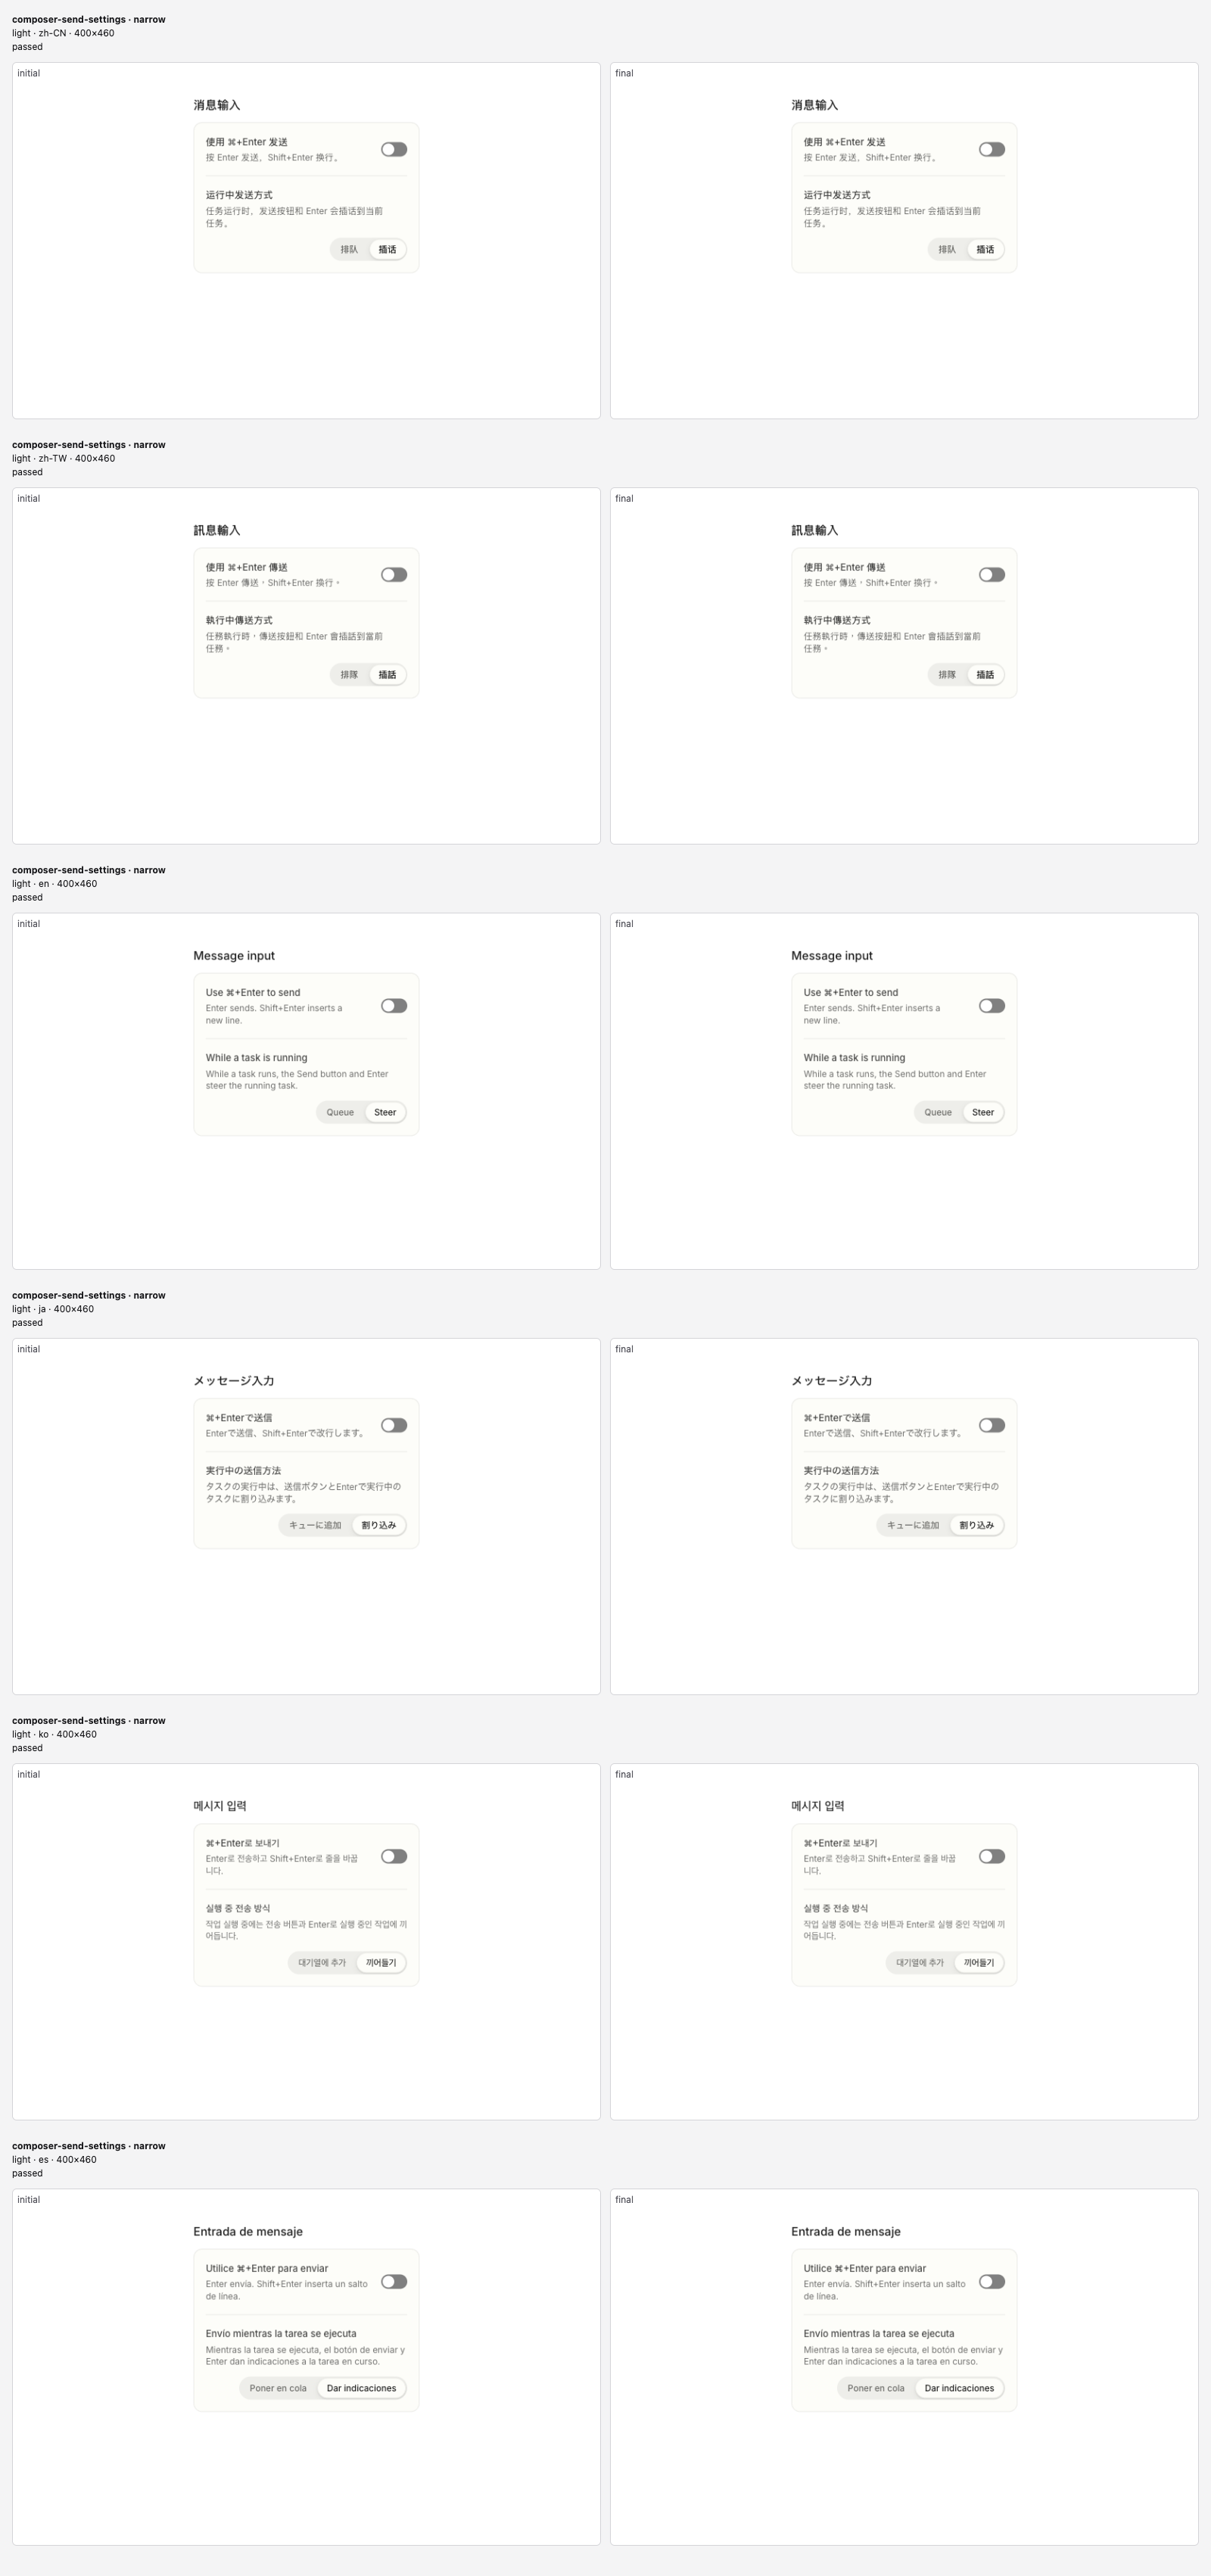 composer-send-settings · narrow
light · zh-CN · 400×460
passed
initial
消息输入
使用 ⌘+Enter 发送
按 Enter 发送，Shift+Enter 换行。
运行中发送方式
任务运行时，发送按钮和 Enter 会插话到当前
任务。
排队 插话
final
消息输入
使用 ⌘+Enter 发送
按 Enter 发送，Shift+Enter 换行。
运行中发送方式
任务运行时，发送按钮和 Enter 会插话到当前
任务。
排队 插话
composer-send-settings · narrow
light · zh-TW · 400×460
passed
initial
訊息輸入
使用 ⌘+Enter 傳送
按 Enter 傳送，Shift+Enter 換行。
執行中傳送方式
任務執行時，傳送按鈕和 Enter 會插話到當前
任務。
排隊 插話
final
訊息輸入
使用 ⌘+Enter 傳送
按 Enter 傳送，Shift+Enter 換行。
執行中傳送方式
任務執行時，傳送按鈕和 Enter 會插話到當前
任務。
排隊 插話
composer-send-settings · narrow
light · en · 400×460
passed
initial
Message input
Use ⌘+Enter to send
Enter sends. Shift+Enter inserts a
new line.
While a task is running
While a task runs, the Send button and Enter
steer the running task.
Queue Steer
final
Message input
Use ⌘+Enter to send
Enter sends. Shift+Enter inserts a
new line.
While a task is running
While a task runs, the Send button and Enter
steer the running task.
Queue Steer
composer-send-settings · narrow
light · ja · 400×460
passed
initial
メッセージ入力
⌘+Enterで送信
Enterで送信、Shift+Enterで改行します。
実行中の送信方法
タスクの実行中は、送信ボタンとEnterで実行中の
タスクに割り込みます。
キューに追加 割り込み
final
メッセージ入力
⌘+Enterで送信
Enterで送信、Shift+Enterで改行します。
実行中の送信方法
タスクの実行中は、送信ボタンとEnterで実行中の
タスクに割り込みます。
キューに追加 割り込み
composer-send-settings · narrow
light · ko · 400×460
passed
initial
메시지 입력
⌘+Enter로 보내기
Enter로 전송하고 Shift+Enter로 줄을 바꿉
니다.
실행 중 전송 방식
작업 실행 중에는 전송 버튼과 Enter로 실행 중인 작업에 끼
어듭니다.
대기열에 추가 끼어들기
final
메시지 입력
⌘+Enter로 보내기
Enter로 전송하고 Shift+Enter로 줄을 바꿉
니다.
실행 중 전송 방식
작업 실행 중에는 전송 버튼과 Enter로 실행 중인 작업에 끼
어듭니다.
대기열에 추가 끼어들기
composer-send-settings · narrow
light · es · 400×460
passed
initial
Entrada de mensaje
Utilice ⌘+Enter para enviar
Enter envía. Shift+Enter inserta un salto
de línea.
Envío mientras la tarea se ejecuta
Mientras la tarea se ejecuta, el botón de enviar y
Enter dan indicaciones a la tarea en curso.
Poner en cola Dar indicaciones
final
Entrada de mensaje
Utilice ⌘+Enter para enviar
Enter envía. Shift+Enter inserta un salto
de línea.
Envío mientras la tarea se ejecuta
Mientras la tarea se ejecuta, el botón de enviar y
Enter dan indicaciones a la tarea en curso.
Poner en cola Dar indicaciones